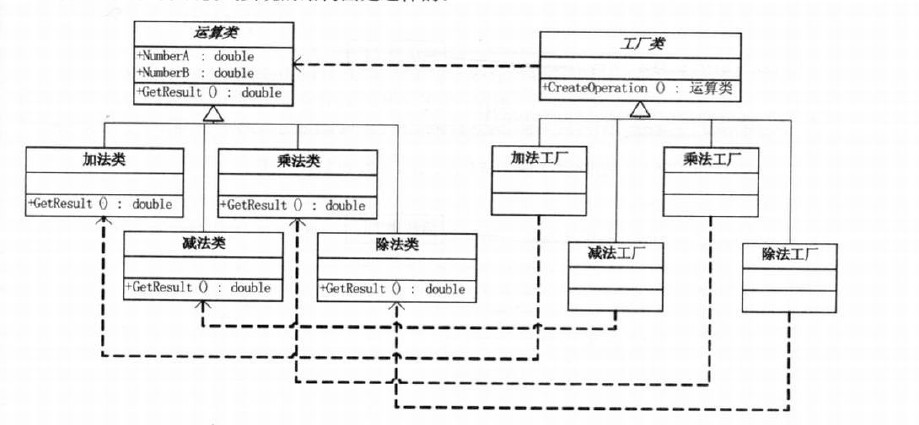 运算类
+NumberA : double
+NumberB : double
+GetResult () : double
工厂类
+CreateOperation () : 运算类
加法类
+GetResult () : double
乘法类
+GetResult () : double
加法工厂
乘法工厂
减法类
+GetResult () : double
除法类
+GetResult () : double
减法工厂
除法工厂